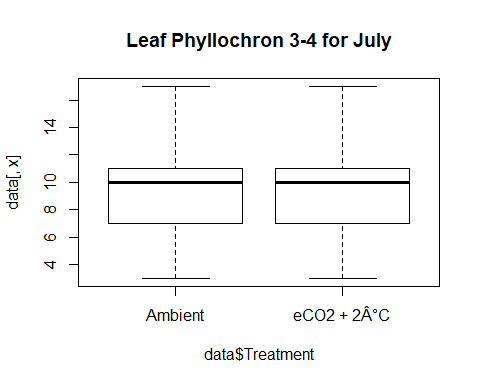 Leaf Phyllochron 3-4 for July
data[, x]
14
10
8
6
4
Ambient
eCO2 + 2Â°C
data$Treatment